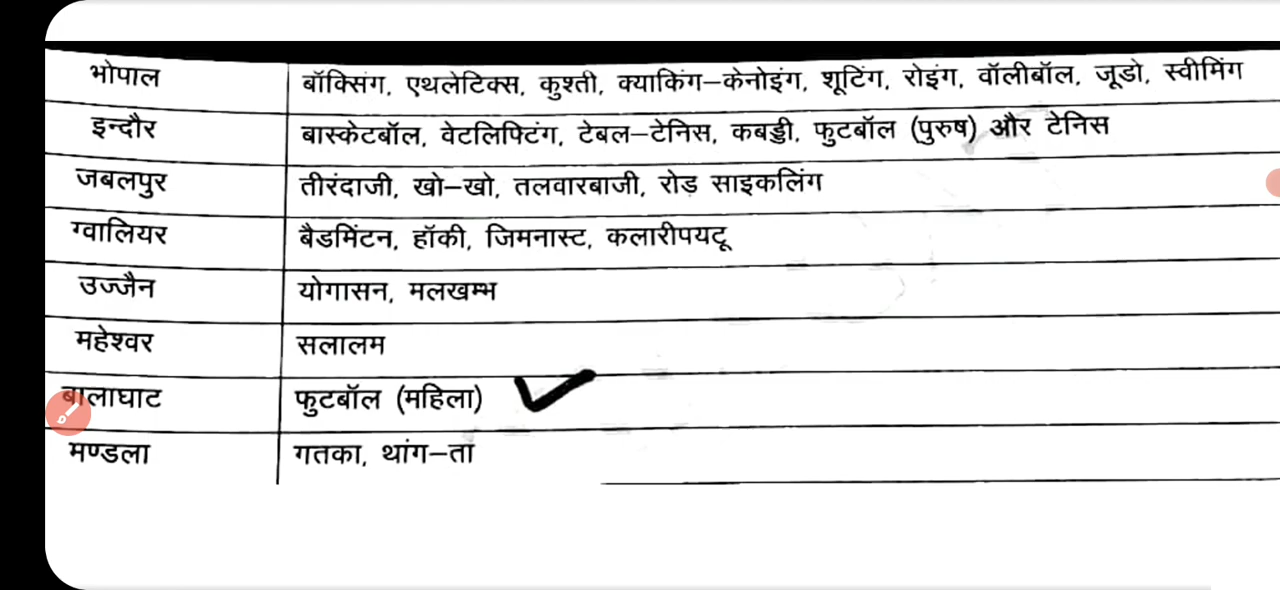 भोपाल बॉक्सिंग, एथलेटिक्स, कुश्ती, क्याकिंग–केनोइंग, शूटिंग, रोइंग, वॉलीबॉल, जूडो, स्वीमिंग
इन्दौर बास्केटबॉल, वेटलिफ्टिंग, टेबल–टेनिस, कबड्डी, फुटबॉल (पुरुष) और टेनिस
जबलपुर तीरंदाजी, खो–खो, तलवारबाजी, रोड साइकलिंग
ग्वालियर बैडमिंटन, हॉकी, जिमनास्ट, कलारीपयटू
उज्जैन योगासन, मलखम्भ
महेश्वर सलालम
बालाघाट फुटबॉल (महिला)
मण्डला गतका, थांग–ता